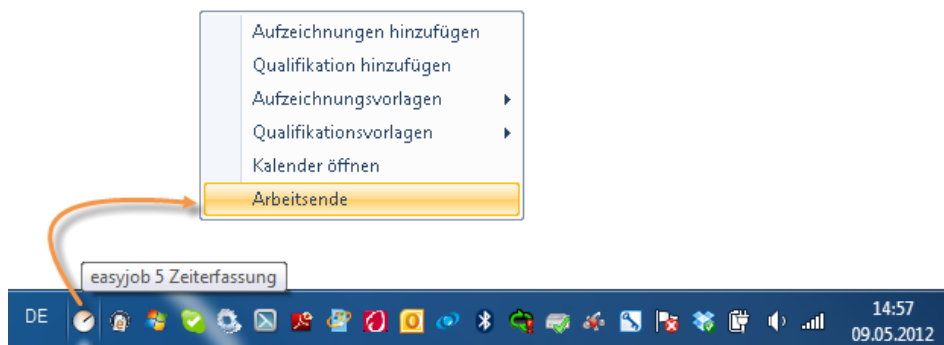 Aufzeichnungen hinzufügen
Qualifikation hinzufügen
Aufzeichnungsvorlagen
Qualifikationsvorlagen
Kalender öffnen
Arbeitsende
easyjob 5 Zeiterfassung
DE
14:57
09.05.2012